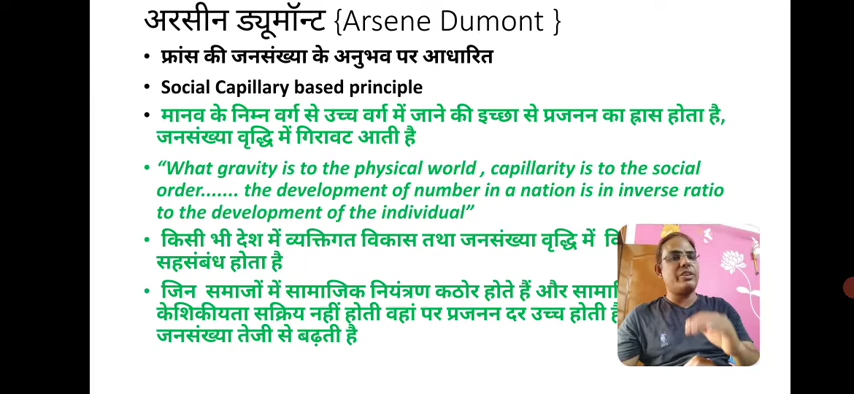 अरसीन ड्यूमॉन्ट {Arsene Dumont }
• फ्रांस की जनसंख्या के अनुभव पर आधारित
• Social Capillary based principle
• मानव के निम्न वर्ग से उच्च वर्ग में जाने की इच्छा से प्रजनन का ह्रास होता है,
जनसंख्या वृद्धि में गिरावट आती है
• “What gravity is to the physical world , capillarity is to the social
order....... the development of number in a nation is in inverse ratio
to the development of the individual”
• किसी भी देश में व्यक्तिगत विकास तथा जनसंख्या वृद्धि में
सहसंबंध होता है
• जिन समाजों में सामाजिक नियंत्रण कठोर होते हैं और
केशिकीयता सक्रिय नहीं होती वहां पर प्रजनन दर उच्च होती
जनसंख्या तेजी से बढ़ती है